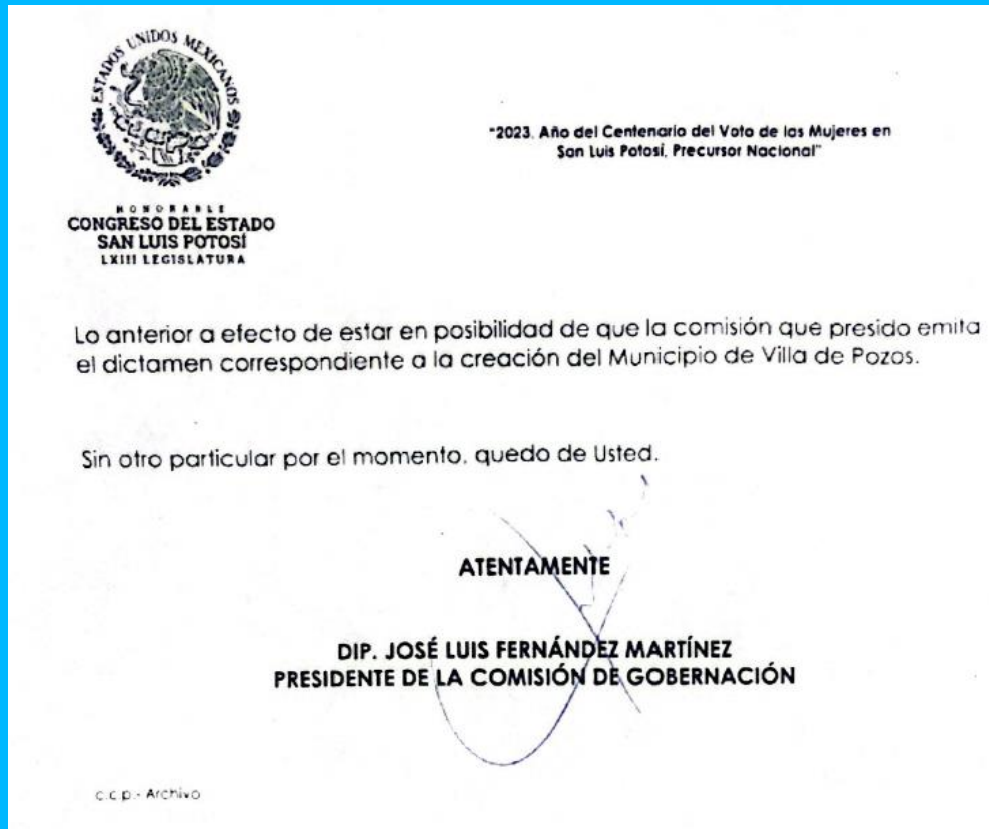 ESTADOS UNIDOS MEXICANOS
HONORABLE
CONGRESO DEL ESTADO
SAN LUIS POTOSÍ
LXIII LEGISLATURA
"2023. Año del Centenario del Voto de las Mujeres en
San Luis Potosí, Precursor Nacional"
Lo anterior a efecto de estar en posibilidad de que la comisión que presido emita
el dictamen correspondiente a la creación del Municipio de Villa de Pozos.
Sin otro particular por el momento, quedo de Usted.
ATENTAMENTE
DIP. JOSÉ LUIS FERNÁNDEZ MARTÍNEZ
PRESIDENTE DE LA COMISIÓN DE GOBERNACIÓN
c.c.p.- Archivo